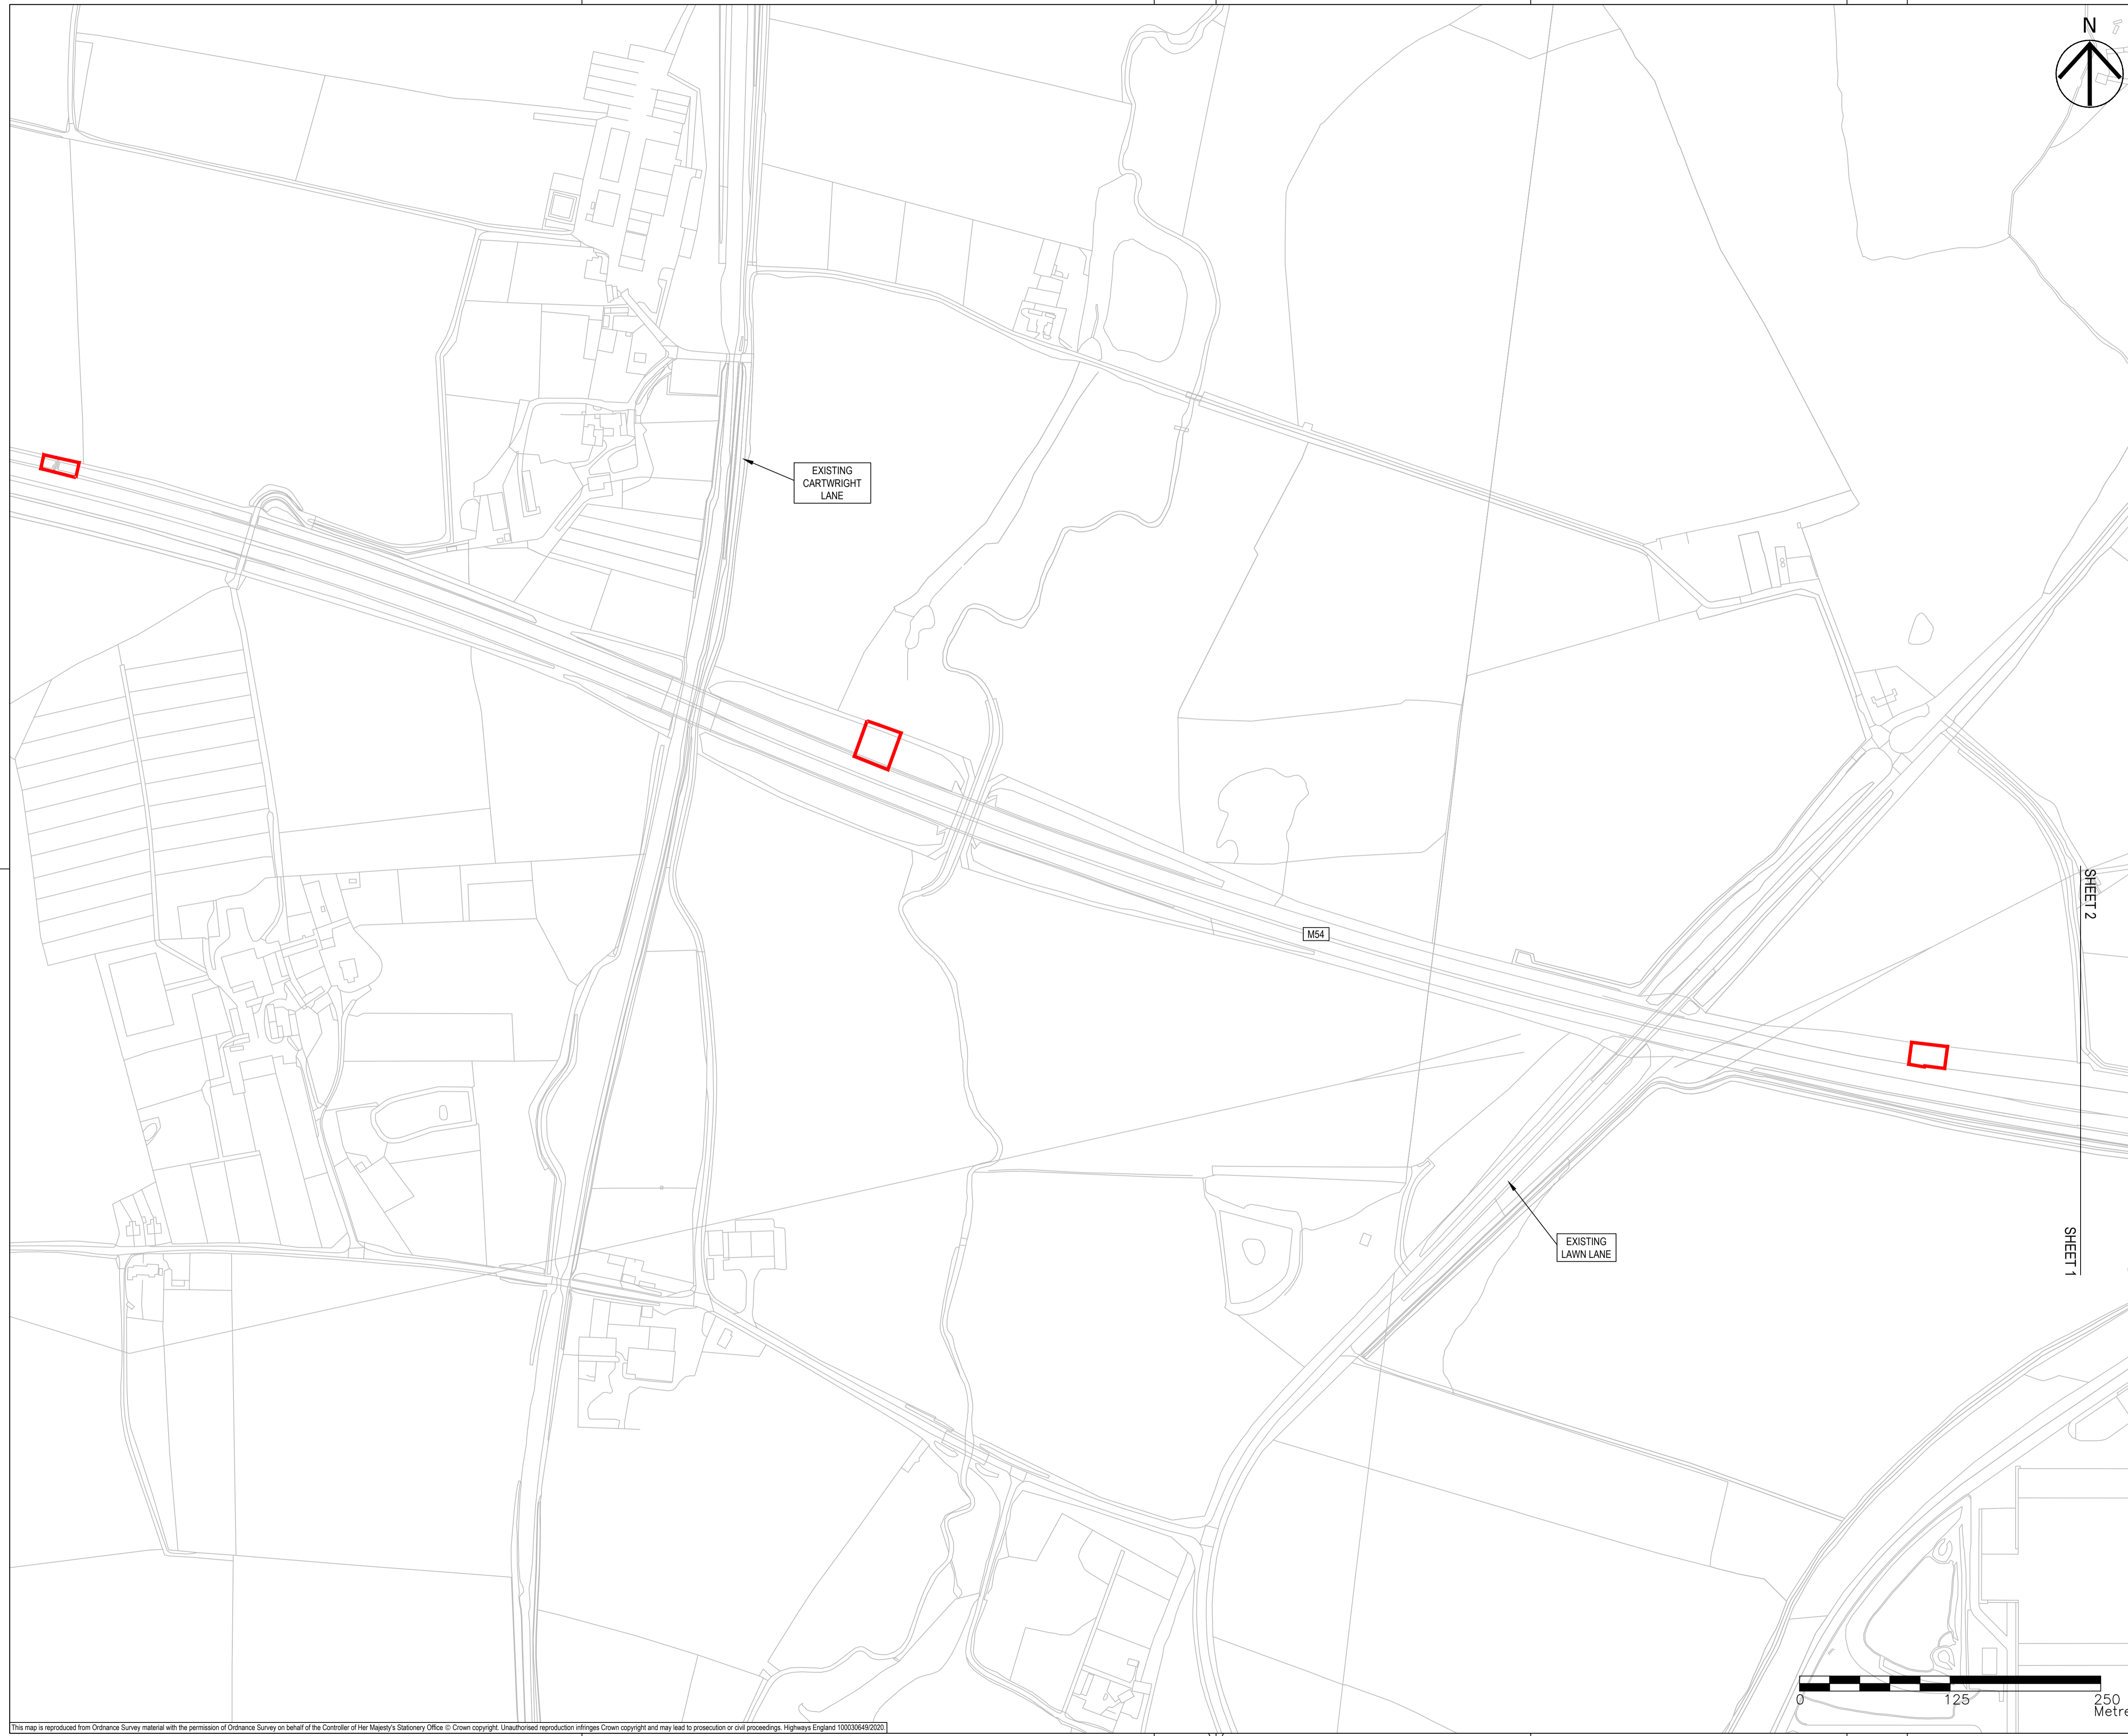 N
EXISTING
CARTWRIGHT
LANE
M54
SHEET 2
SHEET 1
EXISTING
LAWN LANE
0 125 250
Metre
This map is reproduced from Ordnance Survey material with the permission of Ordnance Survey on behalf of the Controller of Her Majesty's Stationery Office © Crown copyright. Unauthorised reproduction infringes Crown copyright and may lead to prosecution or civil proceedings. Highways England 100030649/2020.